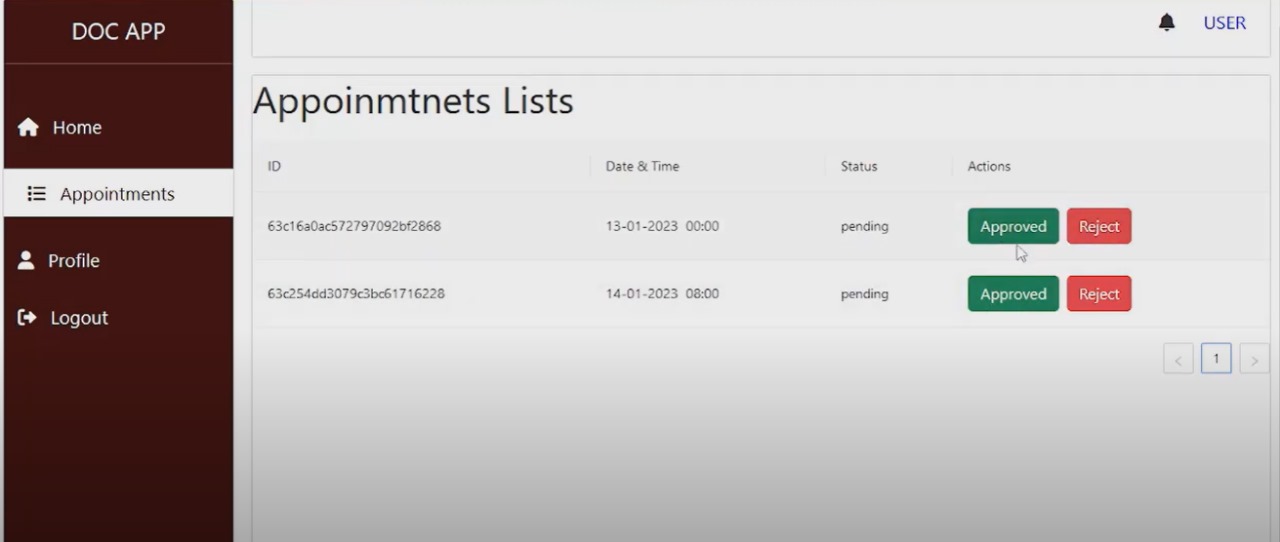 DOC APP
USER
Home
Appointments
Profile
Logout
Appoinmtnets Lists
ID Date & Time Status Actions
63c16a0ac572797092bf2868 13-01-2023 00:00 pending Approved Reject
63c254dd3079c3bc61716228 14-01-2023 08:00 pending Approved Reject
< 1 >